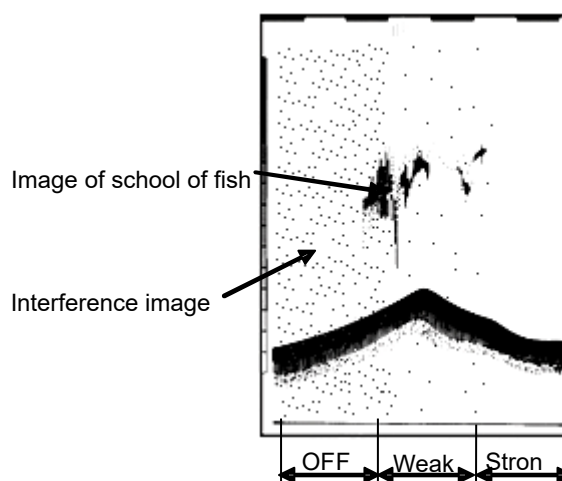 Image of school of fish
Interference image
OFF Weak Stron